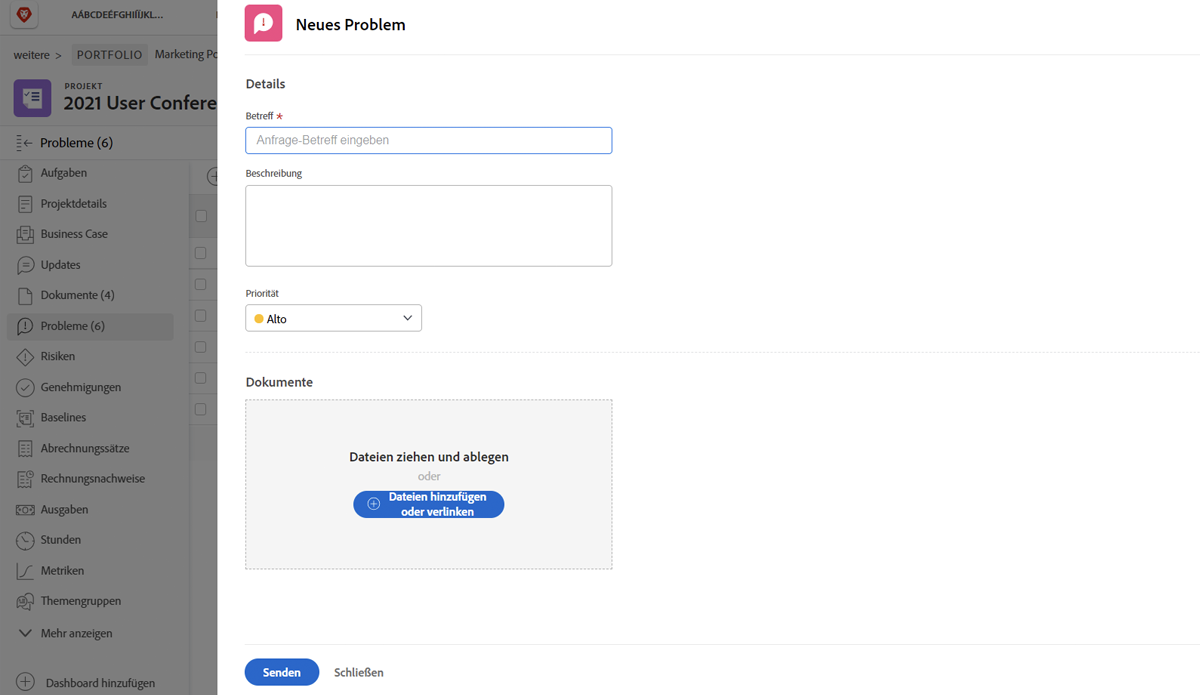 AÁBCDEÉFGHIÍJKL...
weitere >
PORTFOLIO
Marketing Po
PROJEKT
2021 User Confere
Probleme (6)
Aufgaben
Projektdetails
Business Case
Updates
Dokumente (4)
Probleme (6)
Risiken
Genehmigungen
Baselines
Abrechnungssätze
Rechnungsnachweise
Ausgaben
Stunden
Metriken
Themengruppen
Mehr anzeigen
Dashboard hinzufügen
Neues Problem
Details
Betreff *
Anfrage-Betreff eingeben
Beschreibung
Priorität
Alto
Dokumente
Dateien ziehen und ablegen
oder
Dateien hinzufügen
oder verlinken
Senden
Schließen